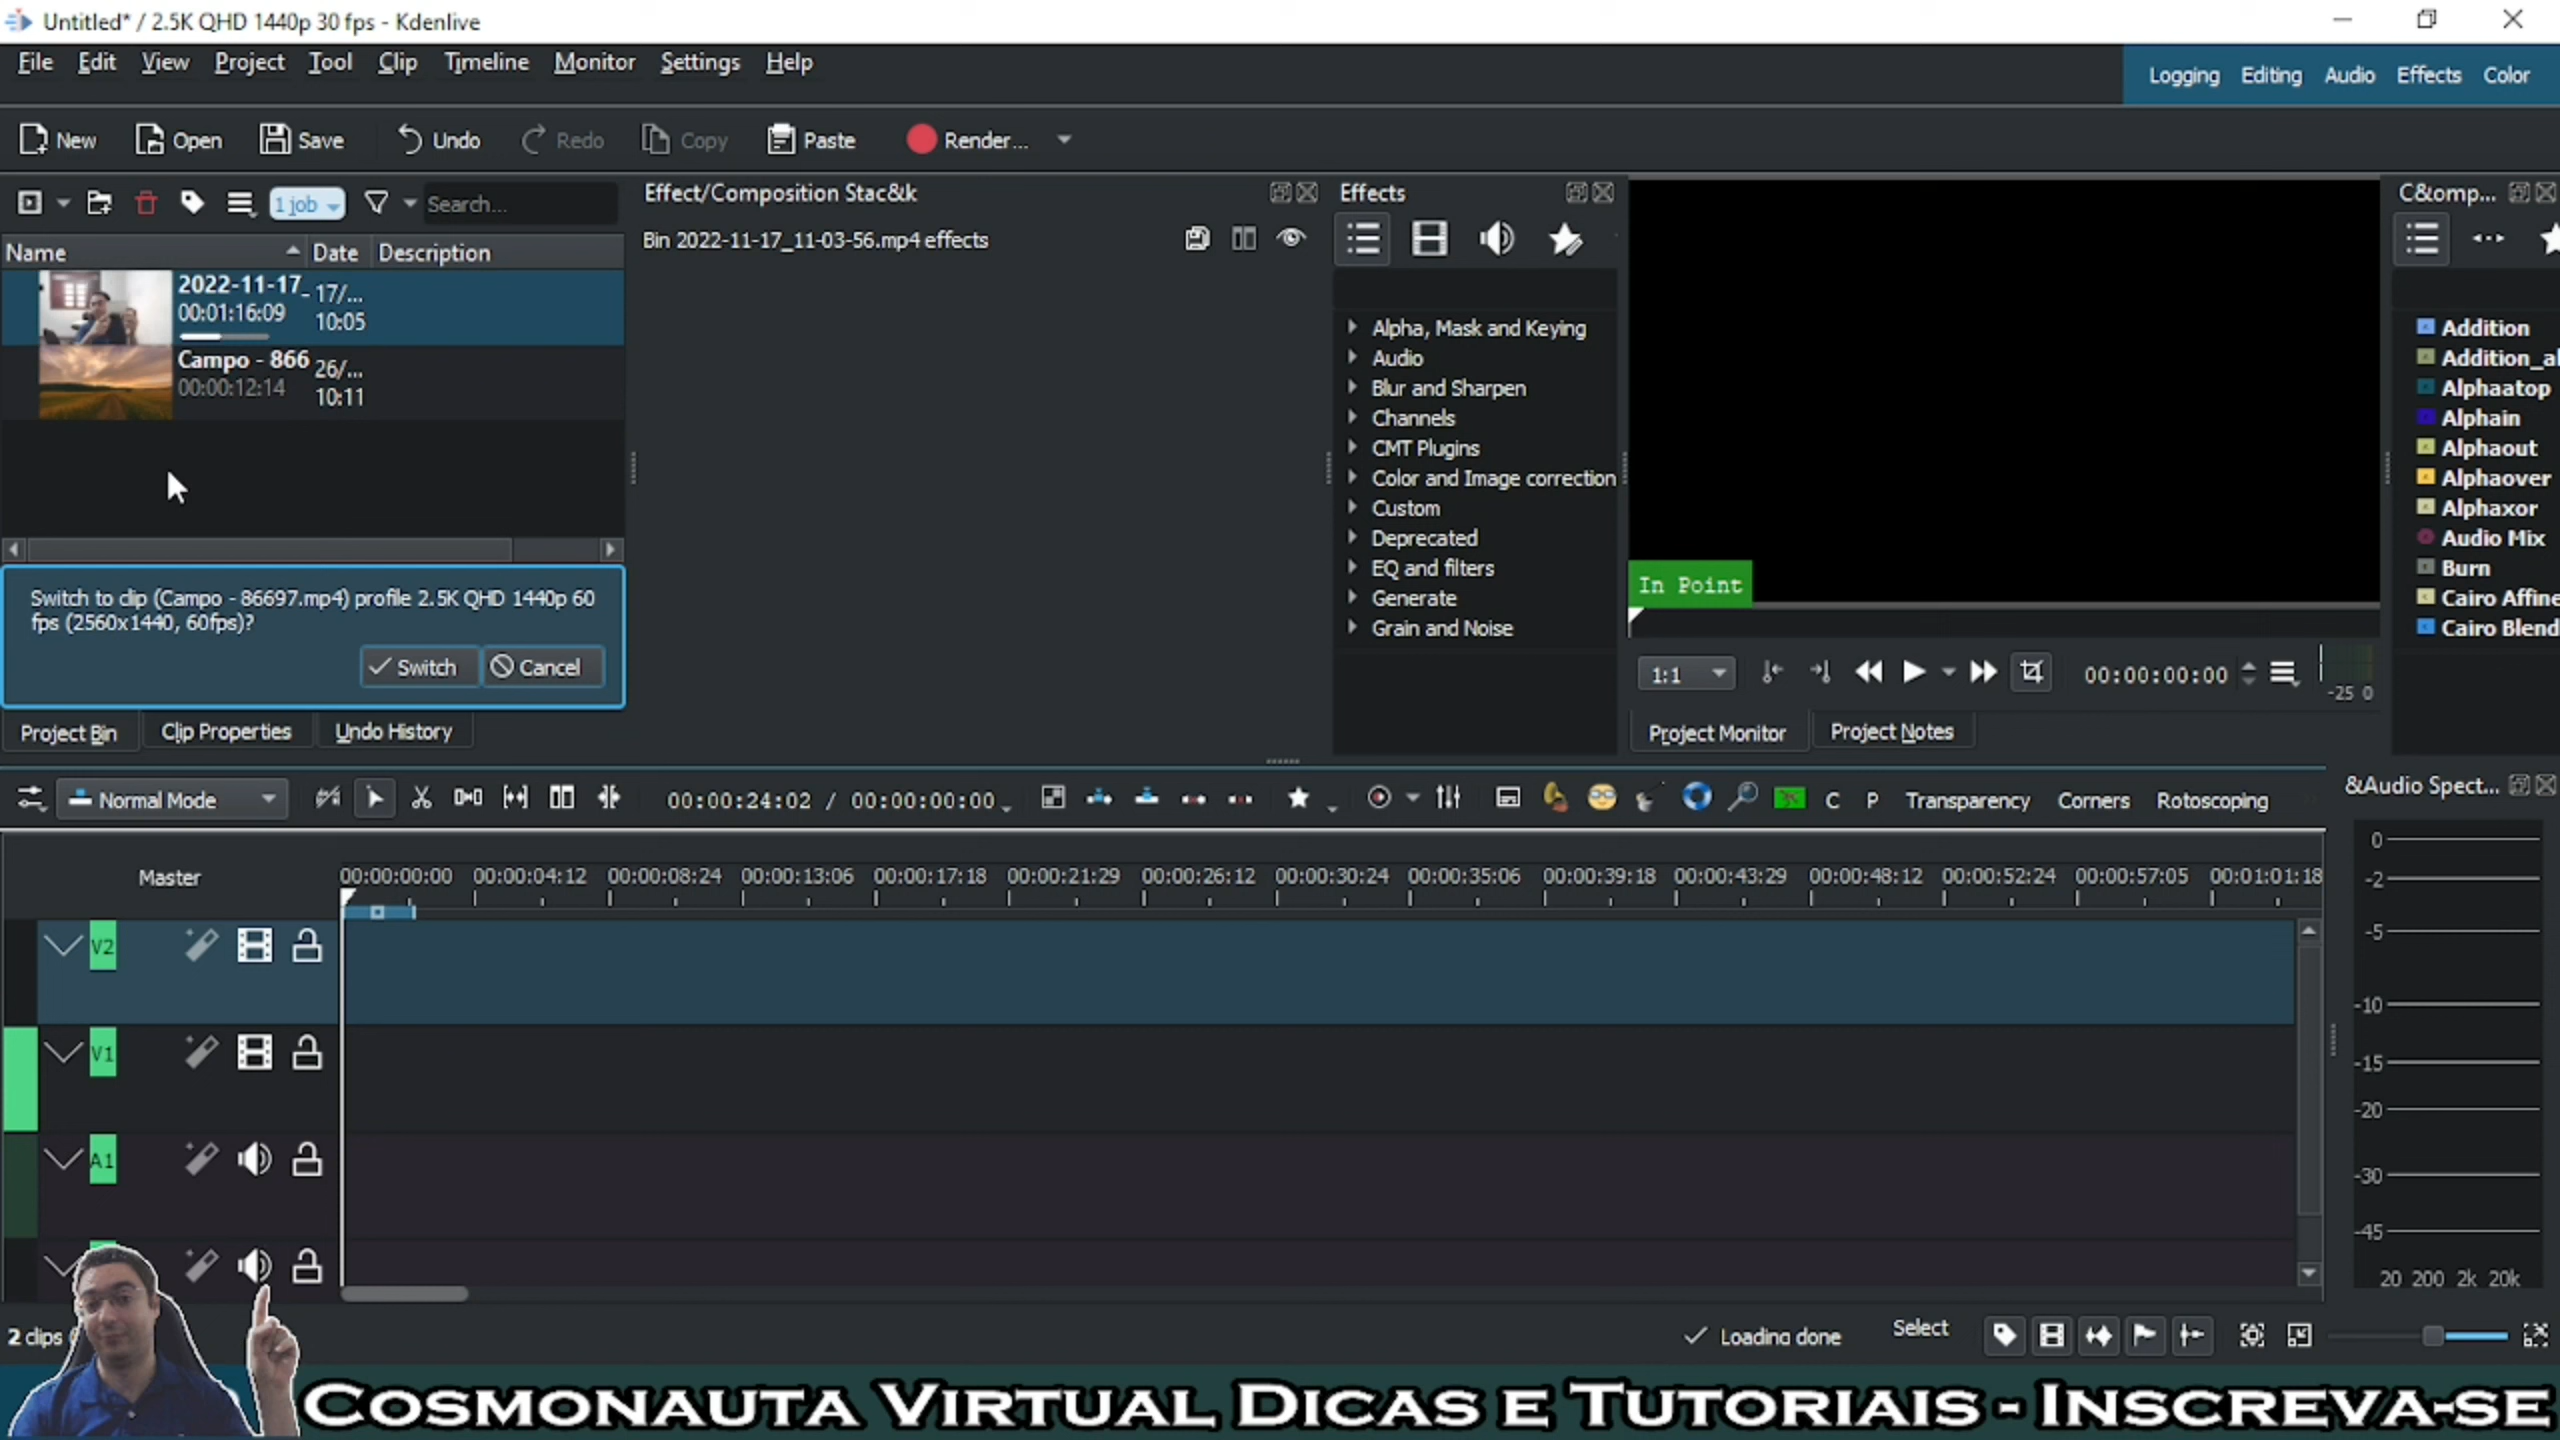 Untitled* / 2.5K QHD 1440p 30 fps - Kdenlive
File Edit View Project Tool Clip Timeline Monitor Settings Help
Logging Editing Audio Effects Color
New Open Save Undo Redo Copy Paste Render...
1 job Search...
Name Date Description
2022-11-17_ 17/...
00:01:16:09 10:05
Campo - 866 26/...
00:00:12:14 10:11
Switch to clip (Campo - 86697.mp4) profile 2.5K QHD 1440p 60
fps (2560x1440, 60fps)?
Switch Cancel
Project Bin Clip Properties Undo History
Effect/Composition Stac&k
Bin 2022-11-17_11-03-56.mp4 effects
Effects
Alpha, Mask and Keying
Audio
Blur and Sharpen
Channels
CMT Plugins
Color and Image correction
Custom
Deprecated
EQ and filters
Generate
Grain and Noise
In Point
1:1 00:00:00:00
-25 0
Project Monitor Project Notes
C&omp...
Addition
Addition_al
Alphaatop
Alphain
Alphaout
Alphaover
Alphaxor
Audio Mix
Burn
Cairo Affine
Cairo Blend
Normal Mode 00:00:24:02 / 00:00:00:00 C P Transparency Corners Rotoscoping
&Audio Spect...
Master 00:00:00:00 00:00:04:12 00:00:08:24 00:00:13:06 00:00:17:18 00:00:21:29 00:00:26:12 00:00:30:24 00:00:35:06 00:00:39:18 00:00:43:29 00:00:48:12 00:00:52:24 00:00:57:05 00:01:01:18
V2
V1
A1
0
-2
-5
-10
-15
-20
-30
-45
20 200 2k 20k
2 clips (
Loading done Select
Cosmonauta Virtual Dicas e Tutoriais - Inscreva-se